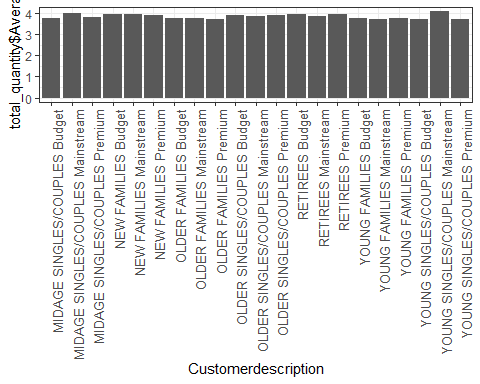 total_quantity$Avera
4
3
2
1
0
MIDAGE SINGLES/COUPLES Budget
MIDAGE SINGLES/COUPLES Mainstream
MIDAGE SINGLES/COUPLES Premium
NEW FAMILIES Budget
NEW FAMILIES Mainstream
NEW FAMILIES Premium
OLDER FAMILIES Budget
OLDER FAMILIES Mainstream
OLDER FAMILIES Premium
OLDER SINGLES/COUPLES Budget
OLDER SINGLES/COUPLES Mainstream
OLDER SINGLES/COUPLES Premium
RETIREES Budget
RETIREES Mainstream
RETIREES Premium
YOUNG FAMILIES Budget
YOUNG FAMILIES Mainstream
YOUNG FAMILIES Premium
YOUNG SINGLES/COUPLES Budget
YOUNG SINGLES/COUPLES Mainstream
YOUNG SINGLES/COUPLES Premium
Customerdescription